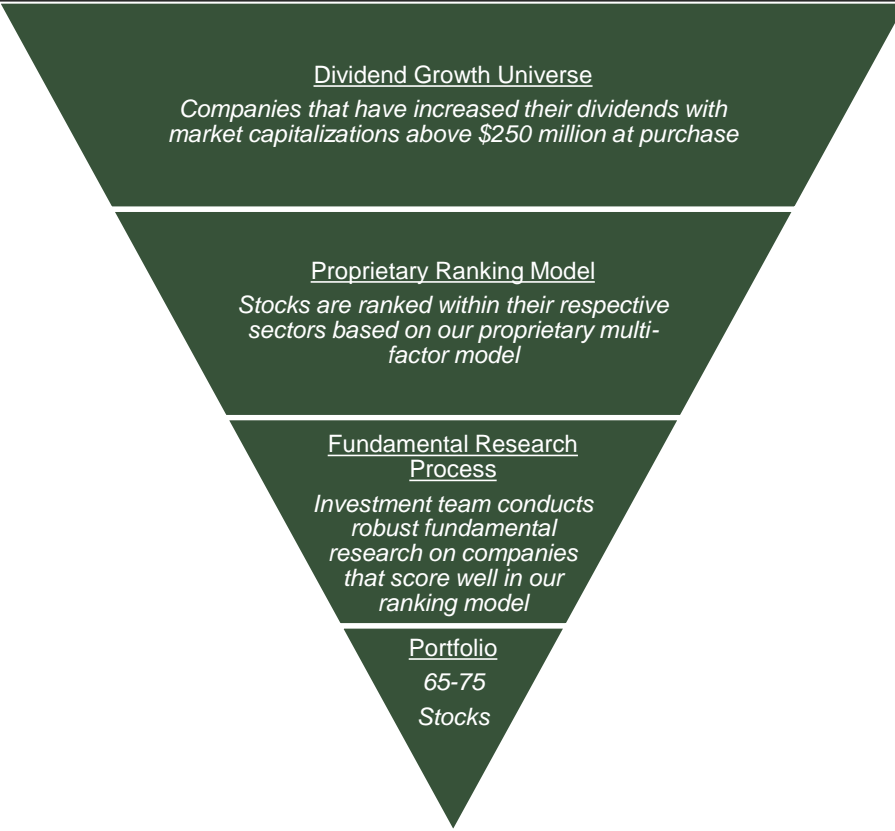 Dividend Growth Universe
Companies that have increased their dividends with
market capitalizations above $250 million at purchase
Proprietary Ranking Model
Stocks are ranked within their respective
sectors based on our proprietary multi-
factor model
Fundamental Research
Process
Investment team conducts
robust fundamental
research on companies
that score well in our
ranking model
Portfolio
65-75
Stocks